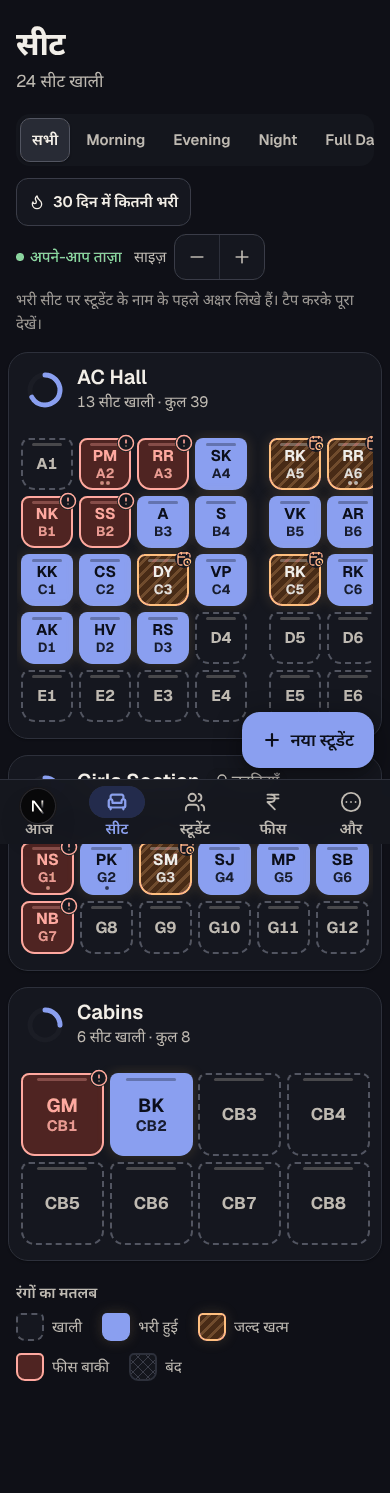 सीट
24 सीट खाली
सभी Morning Evening Night Full Da
30 दिन में कितनी भरी
अपने-आप ताज़ा साइज़
भरी सीट पर स्टूडेंट के नाम के पहले अक्षर लिखे हैं। टैप करके पूरा
देखें।
AC Hall
13 सीट खाली · कुल 39
A1 PM A2 RR A3 SK A4 RK A5 RR A6
NK B1 SS B2 A B3 S B4 VK B5 AR B6
KK C1 CS C2 DY C3 VP C4 RK C5 RK C6
AK D1 HV D2 RS D3 D4 D5 D6
E1 E2 E3 E4 E5 E6
+ नया स्टूडेंट
Girls Section
N
आज सीट स्टूडेंट फीस और
NS G1 PK G2 SM G3 SJ G4 MP G5 SB G6
NB G7 G8 G9 G10 G11 G12
Cabins
6 सीट खाली · कुल 8
GM CB1 BK CB2 CB3 CB4
CB5 CB6 CB7 CB8
रंगों का मतलब
खाली भरी हुई जल्द खत्म
फीस बाकी बंद